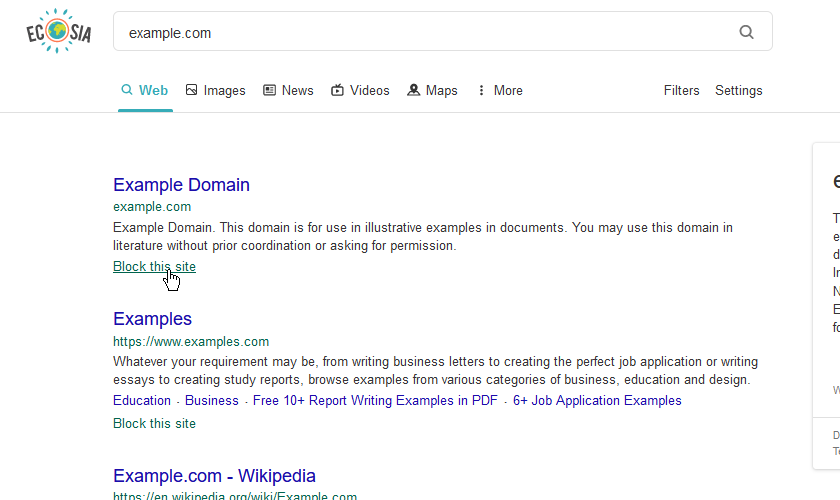 ECOSIA
example.com
Web Images News Videos Maps More Filters Settings
Example Domain
example.com
Example Domain. This domain is for use in illustrative examples in documents. You may use this domain in
literature without prior coordination or asking for permission.
Block this site
Examples
https://www.examples.com
Whatever your requirement may be, from writing business letters to creating the perfect job application or writing
essays to creating study reports, browse examples from various categories of business, education and design.
Education · Business · Free 10+ Report Writing Examples in PDF · 6+ Job Application Examples
Block this site
Example.com - Wikipedia
https://en.wikipedia.org/wiki/Example.com